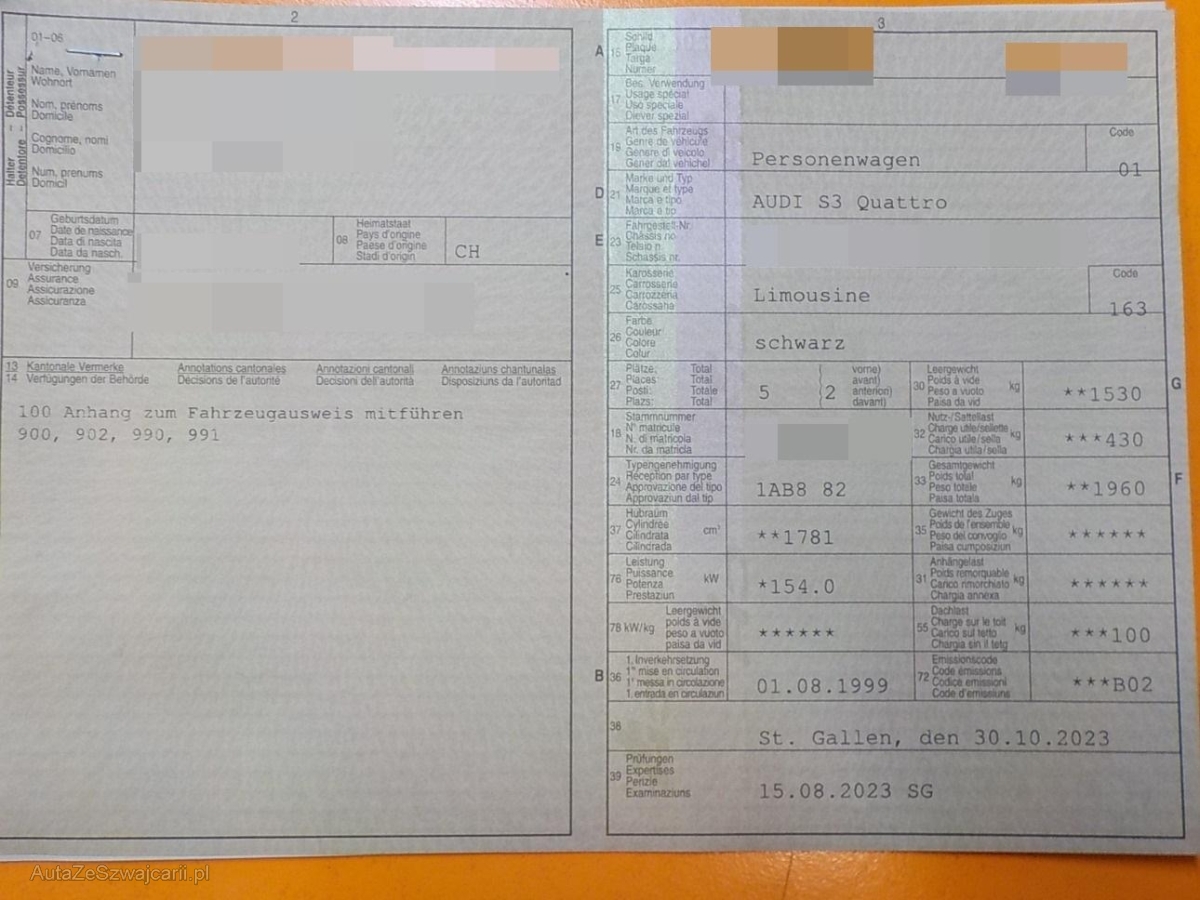 2
01-06
Halter – Détenteur
Detentore – Possessur
Name, Vornamen
Wohnort
Nom, prénoms
Domicile
Cognome, nomi
Domicilio
Num, prenums
Domicil
07
Geburtsdatum
Date de naissance
Data di nascita
Data da nasch.
08
Heimatstaat
Pays d'origine
Paese d'origine
Stadi d'origin
CH
09
Versicherung
Assurance
Assicurazione
Assicuranza
13 Kantonale Vermerke Annotations cantonales Annotazioni cantonali Annotaziuns chantunalas
14 Verfügungen der Behörde Décisions de l'autorité Decisioni dell'autorità Disposiziuns da l'autoritad
100 Anhang zum Fahrzeugausweis mitführen
900, 902, 990, 991
3
A
15
Schild
Plaque
Targa
Numer
17
Bes. Verwendung
Usage spécial
Uso speciale
Diever spezial
19
Art des Fahrzeugs
Genre de véhicule
Genere di veicolo
Gener dal vehichel
Personenwagen
Code
01
D
21
Marke und Typ
Marque et type
Marca e tipo
Marca e tip
AUDI S3 Quattro
E
23
Fahrgestell-Nr.
Châssis no
Telaio n.
Schassis nr.
25
Karosserie
Carrosserie
Carrozzeria
Carossaria
Limousine
Code
163
26
Farbe
Couleur
Colore
Colur
schwarz
27
Plätze: Total
Places: Total
Posti: Totale
Plazs: Total
5
2
vorne)
avant)
anteriori)
davant)
30
Leergewicht
Poids à vide
Peso a vuoto
Paisa da vid
kg
**1530
G
18
Stammnummer
N° matricule
N. di matricola
Nr. da matricla
32
Nutz-/Sattellast
Charge utile/sellette
Carico utile/sella
Chargia utila/sella
kg
***430
24
Typengenehmigung
Réception par type
Approvazione del tipo
Approvaziun dal tip
1AB8 82
33
Gesamtgewicht
Poids total
Peso totale
Paisa totala
kg
**1960
F
37
Hubraum
Cylindrée
Cilindrata
Cilindrada
cm³
**1781
35
Gewicht des Zuges
Poids de l'ensemble
Peso del convoglio
Paisa cumposiziun
kg
******
76
Leistung
Puissance
Potenza
Prestaziun
kW
*154.0
31
Anhängelast
Poids remorquable
Carico rimorchiato
Chargia annexa
kg
******
78 kW/kg
Leergewicht
poids à vide
peso a vuoto
paisa da vid
******
55
Dachlast
Charge sur le toit
Carico sul tetto
Chargia sin il tetg
kg
***100
B
36
1. Inverkehrsetzung
1re mise en circulation
1a messa in circolazione
1. entrada en circulaziun
01.08.1999
72
Emissionscode
Code émissions
Codice emissioni
Code d'emissiuns
***B02
38
St. Gallen, den 30.10.2023
39
Prüfungen
Expertises
Perizie
Examinaziuns
15.08.2023 SG
AutaZeSzwajcarii.pl